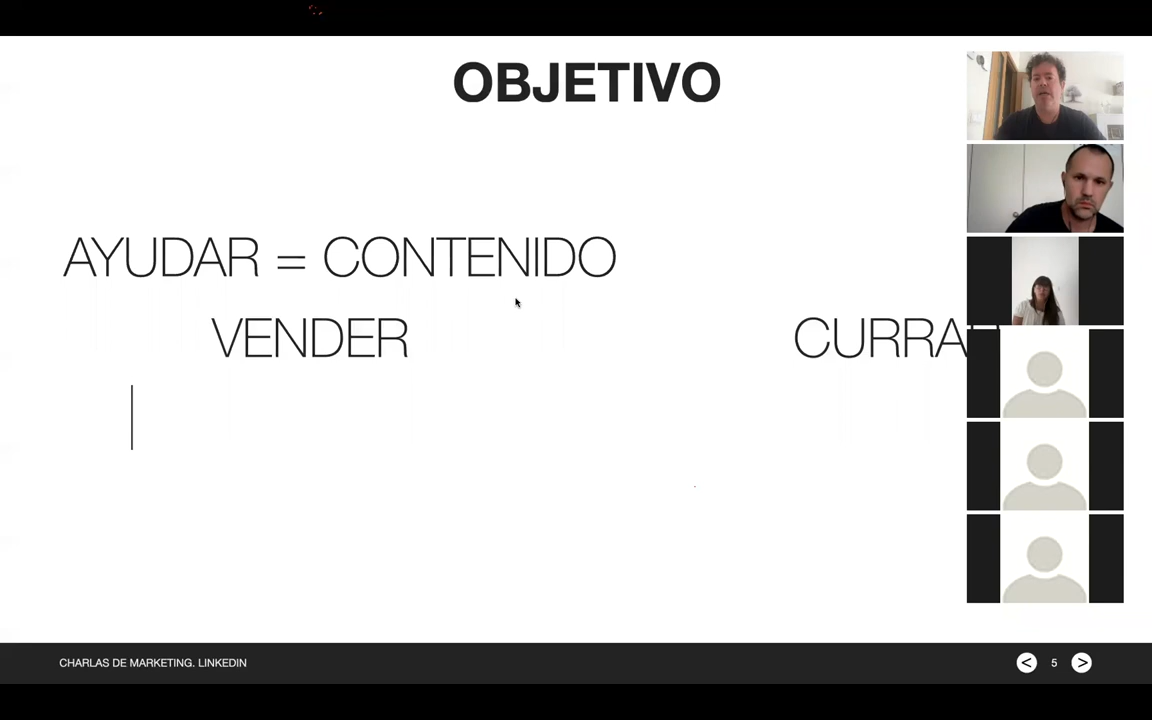 OBJETIVO
AYUDAR = CONTENIDO
VENDER
CHARLAS DE MARKETING. LINKEDIN
< 5 >